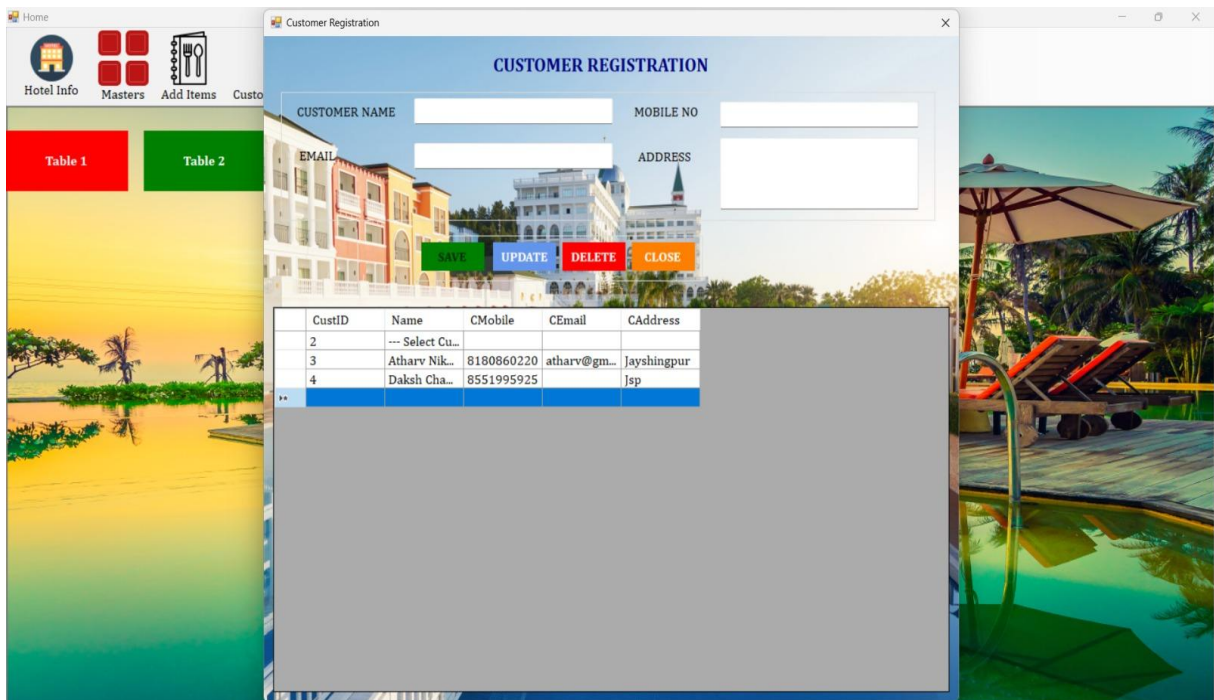 Home
Customer Registration
Hotel Info
Masters
Add Items
Custo
CUSTOMER REGISTRATION
CUSTOMER NAME
MOBILE NO
EMAIL
ADDRESS
Table 1
Table 2
SAVE
UPDATE
DELETE
CLOSE
CustID Name CMobile CEmail CAddress
2 --- Select Cu...
3 Atharv Nik... 8180860220 atharv@gm... Jayshingpur
4 Daksh Cha... 8551995925 Jsp